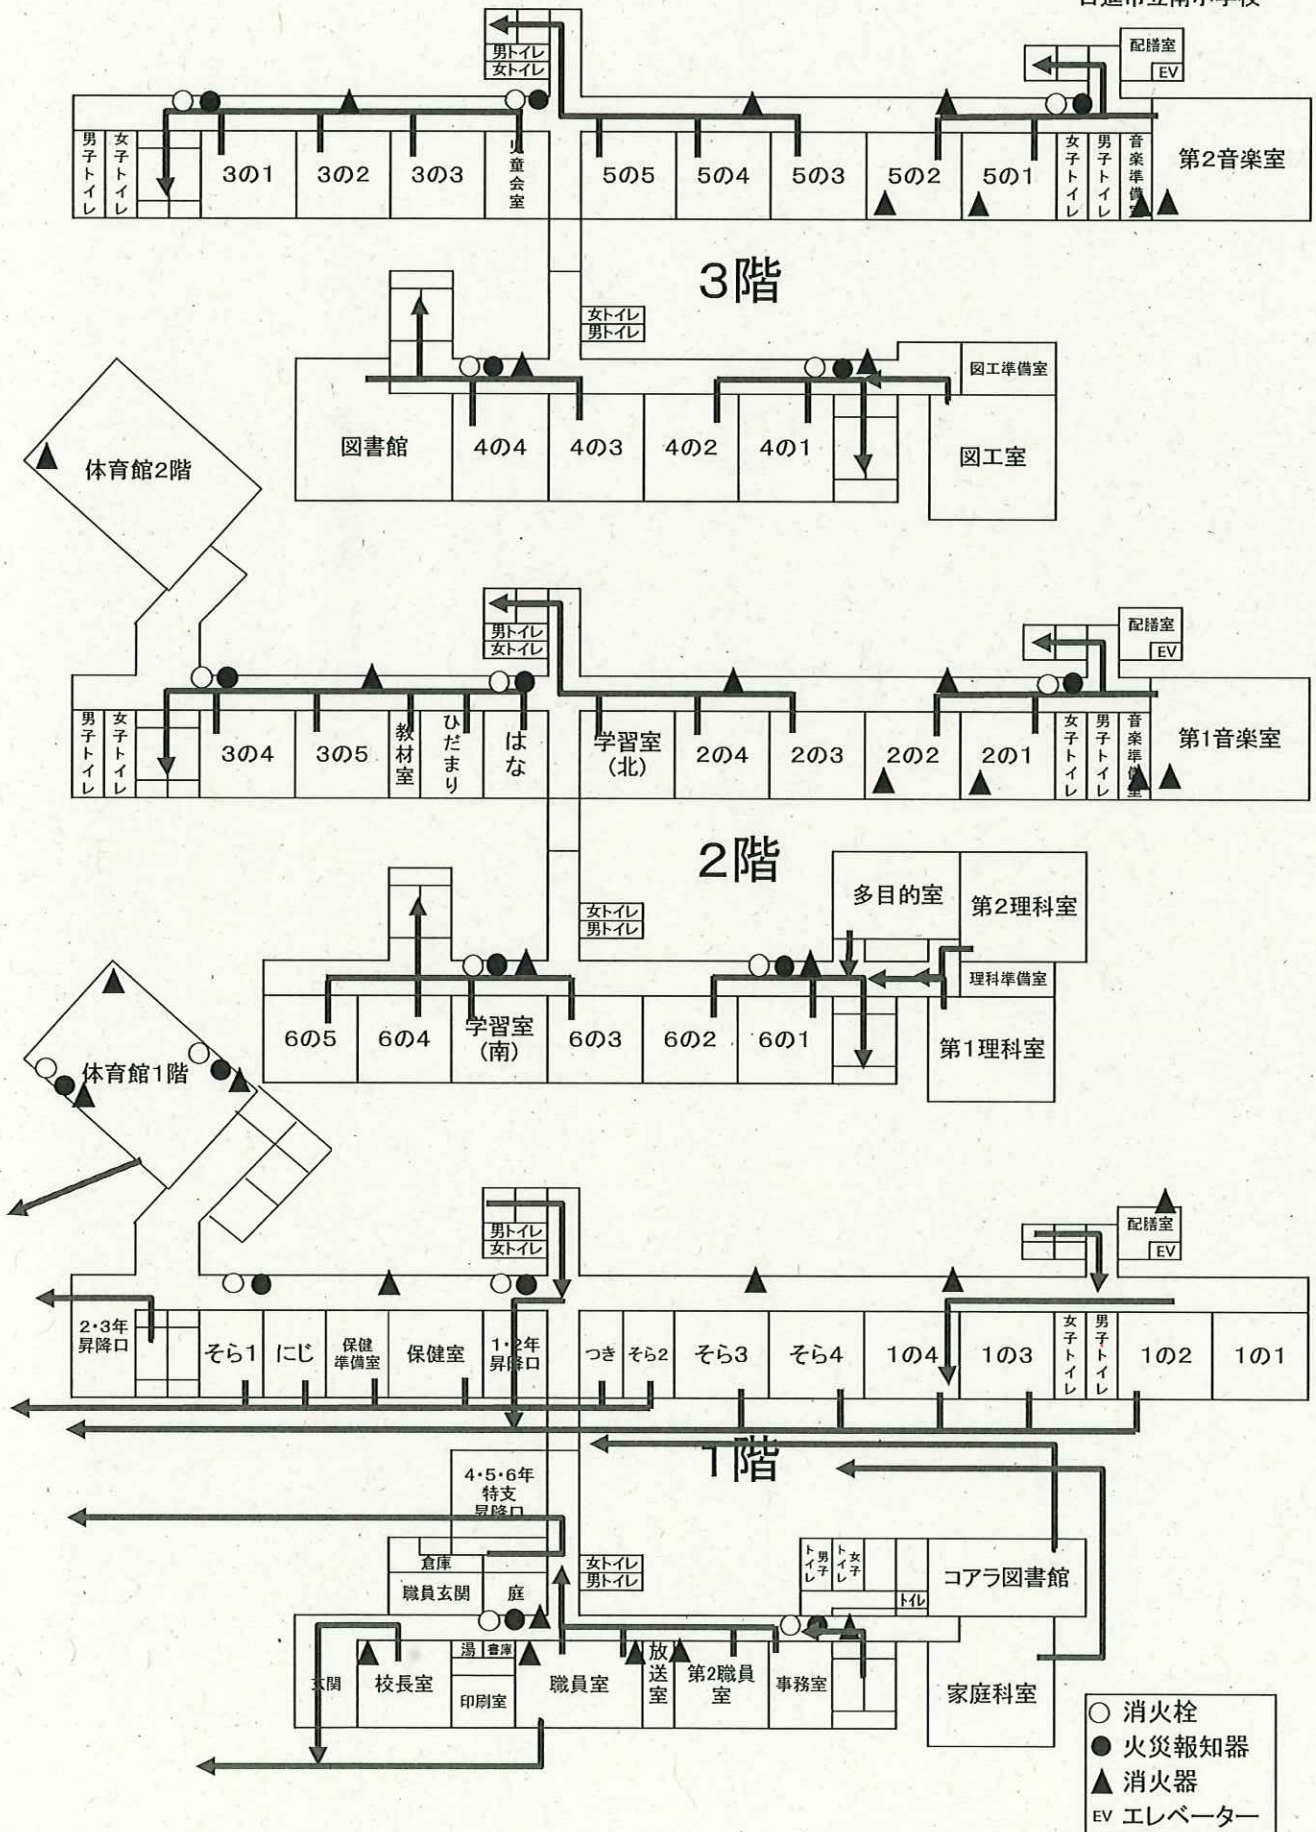 日進市立南小学校
配膳室
EV
男トイレ
女トイレ
男子トイレ
女子トイレ
3の1
3の2
3の3
児童会室
5の5
5の4
5の3
5の2
5の1
女子トイレ
男子トイレ
音楽準備室
第2音楽室
3階
女トイレ
男トイレ
図工準備室
図書館
4の4
4の3
4の2
4の1
図工室
体育館2階
配膳室
EV
男トイレ
女トイレ
男子トイレ
女子トイレ
3の4
3の5
教材室
ひだまり
はな
学習室
(北)
2の4
2の3
2の2
2の1
女子トイレ
男子トイレ
音楽準備室
第1音楽室
2階
多目的室
第2理科室
女トイレ
男トイレ
理科準備室
6の5
6の4
学習室
(南)
6の3
6の2
6の1
第1理科室
体育館1階
配膳室
EV
男トイレ
女トイレ
2・3年
昇降口
そら1
にじ
保健
準備室
保健室
1・2年
昇降口
つき
そら2
そら3
そら4
1の4
1の3
女子トイレ
男子トイレ
1の2
1の1
1階
4・5・6年
特支
昇降口
倉庫
職員玄関
庭
女トイレ
男トイレ
男子トイレ
女子トイレ
トイレ
コアラ図書館
玄関
校長室
湯
書庫
印刷室
職員室
放送室
第2職員
室
事務室
家庭科室
○ 消火栓
● 火災報知器
▲ 消火器
EV エレベーター